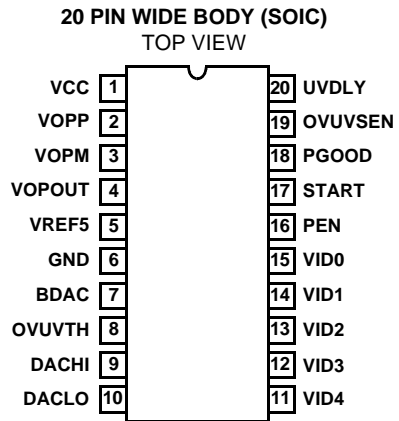 20 PIN WIDE BODY (SOIC)
TOP VIEW
VCC 1 20 UVDLY
VOPP 2 19 OVUVSEN
VOPM 3 18 PGOOD
VOPOUT 4 17 START
VREF5 5 16 PEN
GND 6 15 VID0
BDAC 7 14 VID1
OVUVTH 8 13 VID2
DACHI 9 12 VID3
DACLO 10 11 VID4